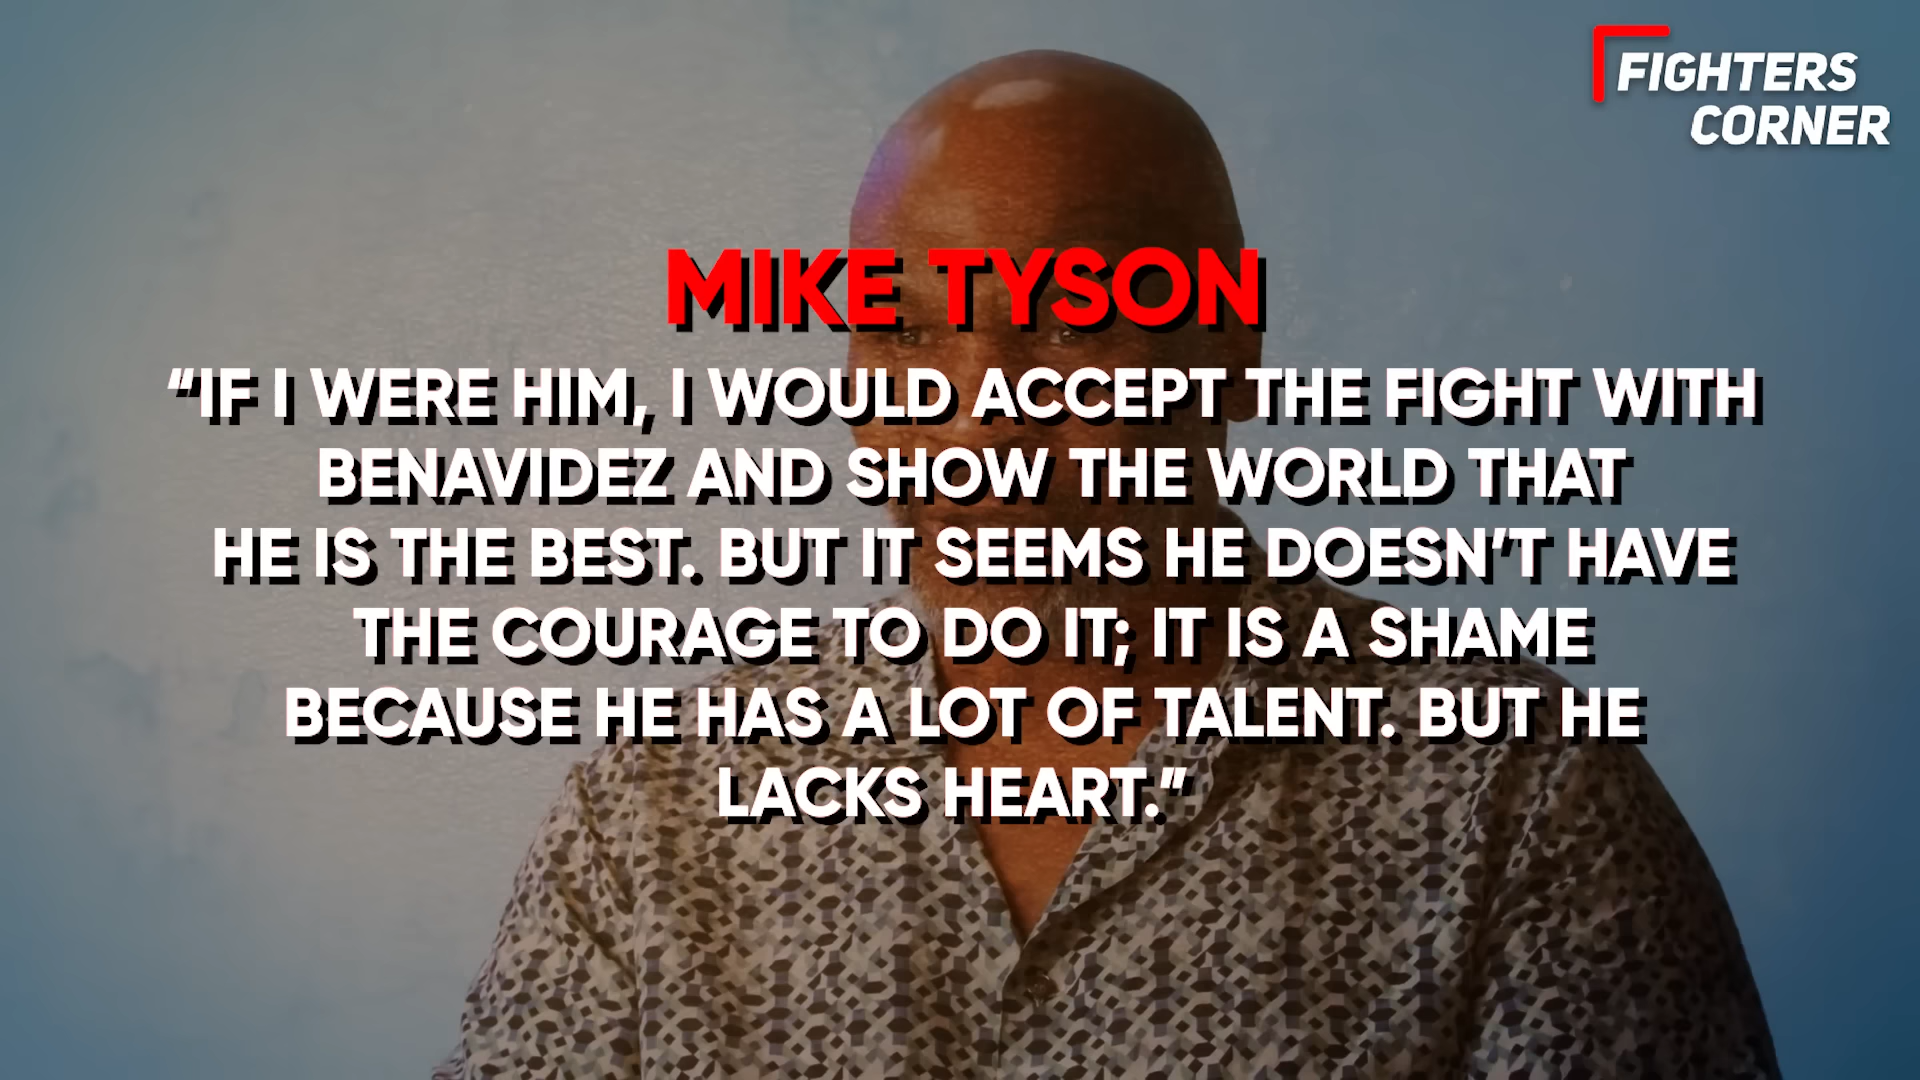 FIGHTERS
CORNER
MIKE TYSON
“IF I WERE HIM, I WOULD ACCEPT THE FIGHT WITH
BENAVIDEZ AND SHOW THE WORLD THAT
HE IS THE BEST. BUT IT SEEMS HE DOESN’T HAVE
THE COURAGE TO DO IT; IT IS A SHAME
BECAUSE HE HAS A LOT OF TALENT. BUT HE
LACKS HEART.”